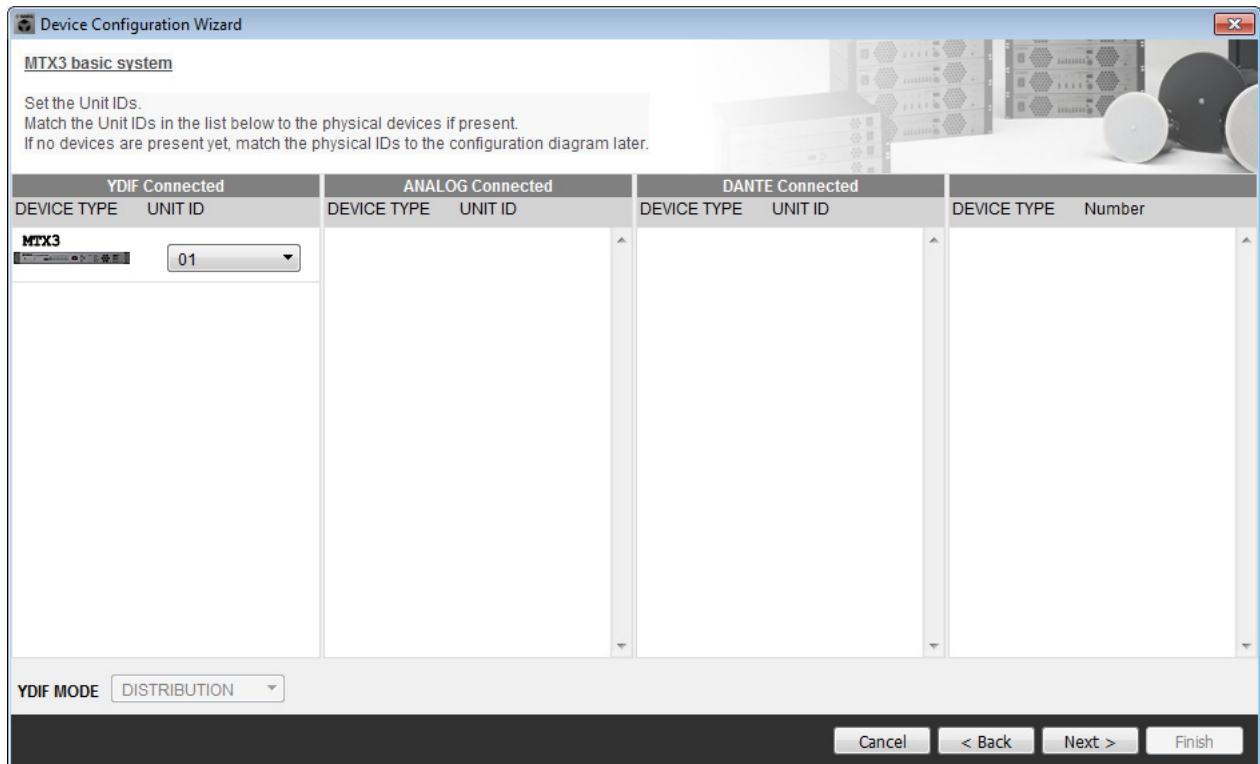 Device Configuration Wizard
MTX3 basic system
Set the Unit IDs.
Match the Unit IDs in the list below to the physical devices if present.
If no devices are present yet, match the physical IDs to the configuration diagram later.
YDIF Connected ANALOG Connected DANTE Connected
DEVICE TYPE UNIT ID DEVICE TYPE UNIT ID DEVICE TYPE UNIT ID DEVICE TYPE Number
MTX3
01
YDIF MODE DISTRIBUTION
Cancel < Back Next > Finish